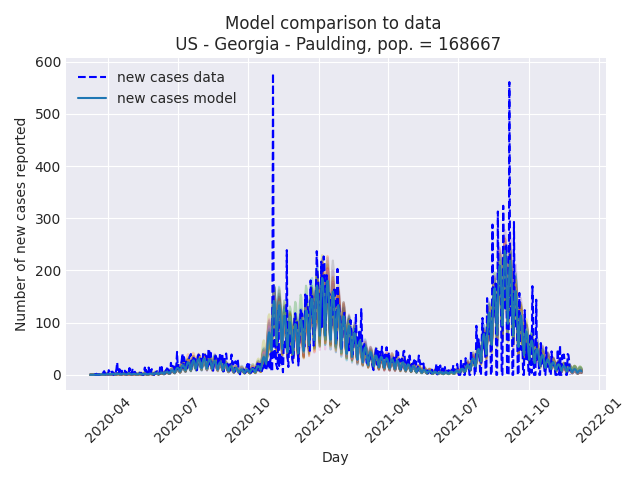 Model comparison to data
US - Georgia - Paulding, pop. = 168667
new cases data
new cases model
Number of new cases reported
600
500
400
300
200
100
0
2020-04
2020-07
2020-10
2021-01
2021-04
2021-07
2021-10
2022-01
Day